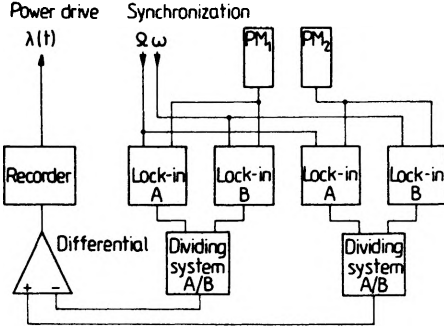 Power drive
λ(t)
Synchronization
Ω ω
PM1
PM2
Recorder
Lock-in
A
Lock-in
B
Lock-in
A
Lock-in
B
Differential
+ −
Dividing
system
A/B
Dividing
system
A/B